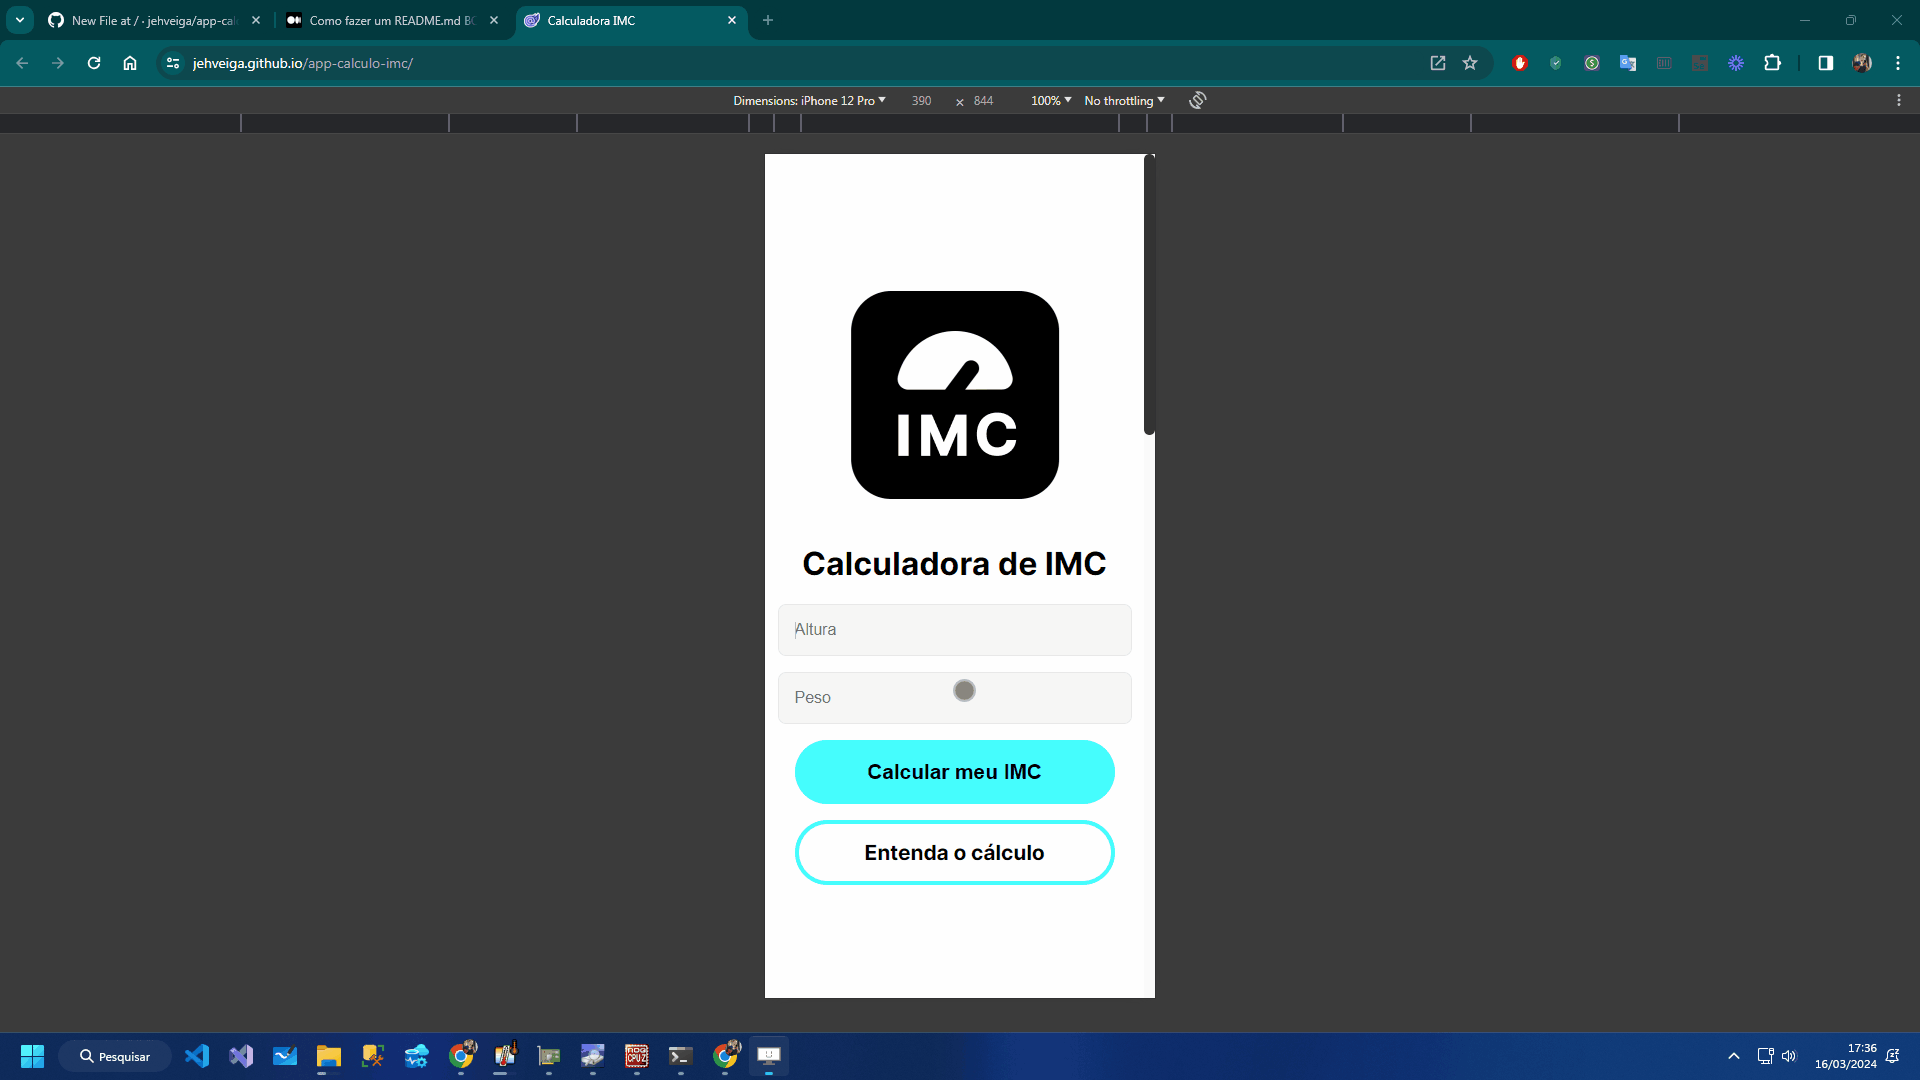 New File at / · jehveiga/app-cal
Como fazer um README.md BO
Calculadora IMC
jehveiga.github.io/app-calculo-imc/
Dimensions: iPhone 12 Pro
390 × 844
100%
No throttling
IMC
Calculadora de IMC
Altura
Peso
Calcular meu IMC
Entenda o cálculo
Pesquisar
17:36
16/03/2024